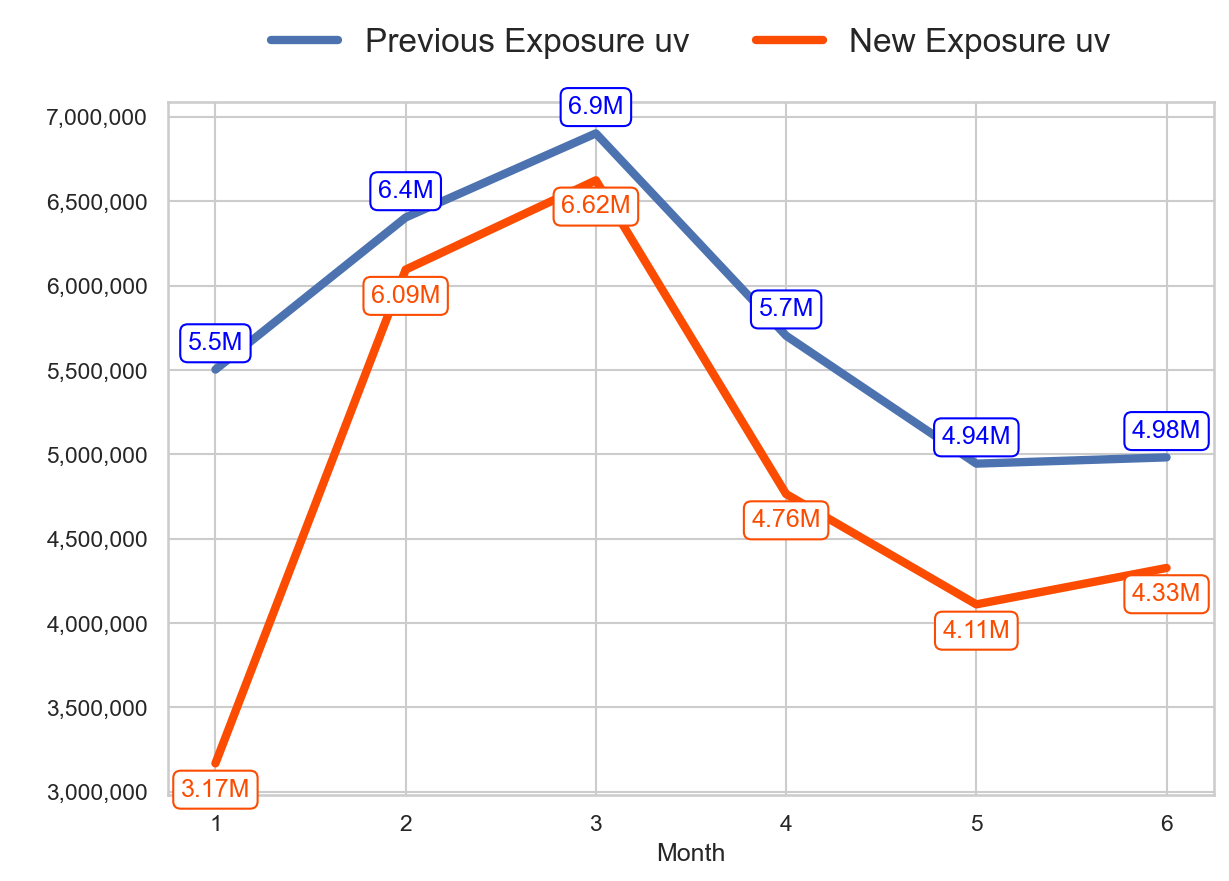 Previous Exposure uv New Exposure uv
7,000,000
6,500,000
6,000,000
5,500,000
5,000,000
4,500,000
4,000,000
3,500,000
3,000,000
5.5M
6.4M
6.9M
5.7M
4.94M
4.98M
3.17M
6.09M
6.62M
4.76M
4.11M
4.33M
1 2 3 4 5 6
Month